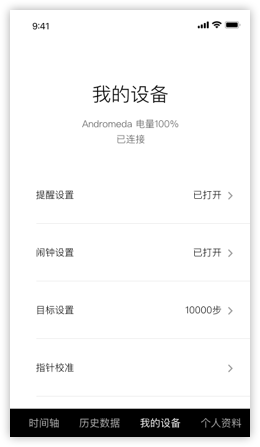 9:41
我的设备
Andromeda 电量100%
已连接
提醒设置 已打开
闹钟设置 已打开
目标设置 10000步
指针校准
时间轴 历史数据 我的设备 个人资料